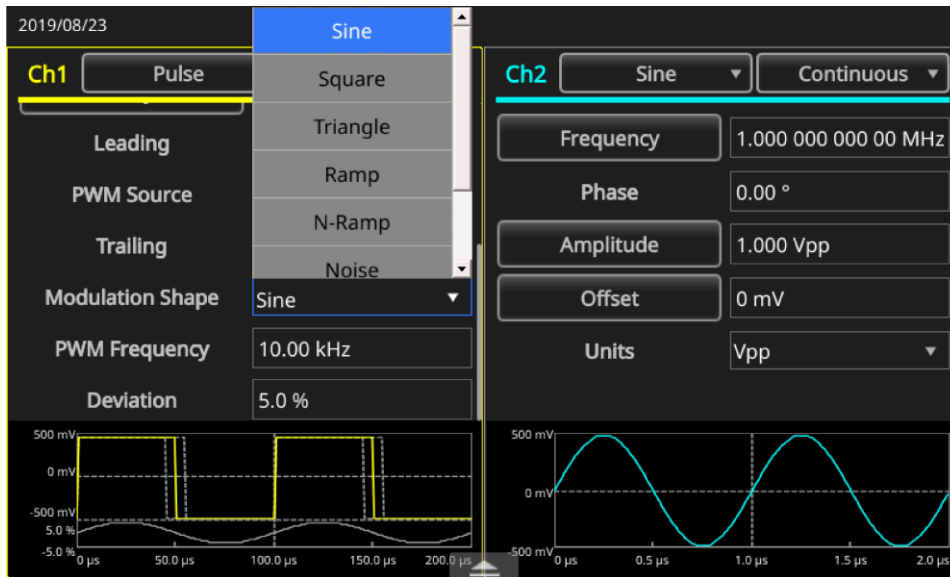 2019/08/23
Sine
Square
Triangle
Ramp
N-Ramp
Noise
Ch1 Pulse
Leading
PWM Source
Trailing
Modulation Shape Sine
PWM Frequency 10.00 kHz
Deviation 5.0 %
500 mV
0 mV
-500 mV
5.0 %
-5.0 %
0 µs 50.0 µs 100.0 µs 150.0 µs 200.0 µs
Ch2 Sine Continuous
Frequency 1.000 000 000 00 MHz
Phase 0.00 °
Amplitude 1.000 Vpp
Offset 0 mV
Units Vpp
500 mV
0 mV
-500 mV
0 µs 0.5 µs 1.0 µs 1.5 µs 2.0 µs